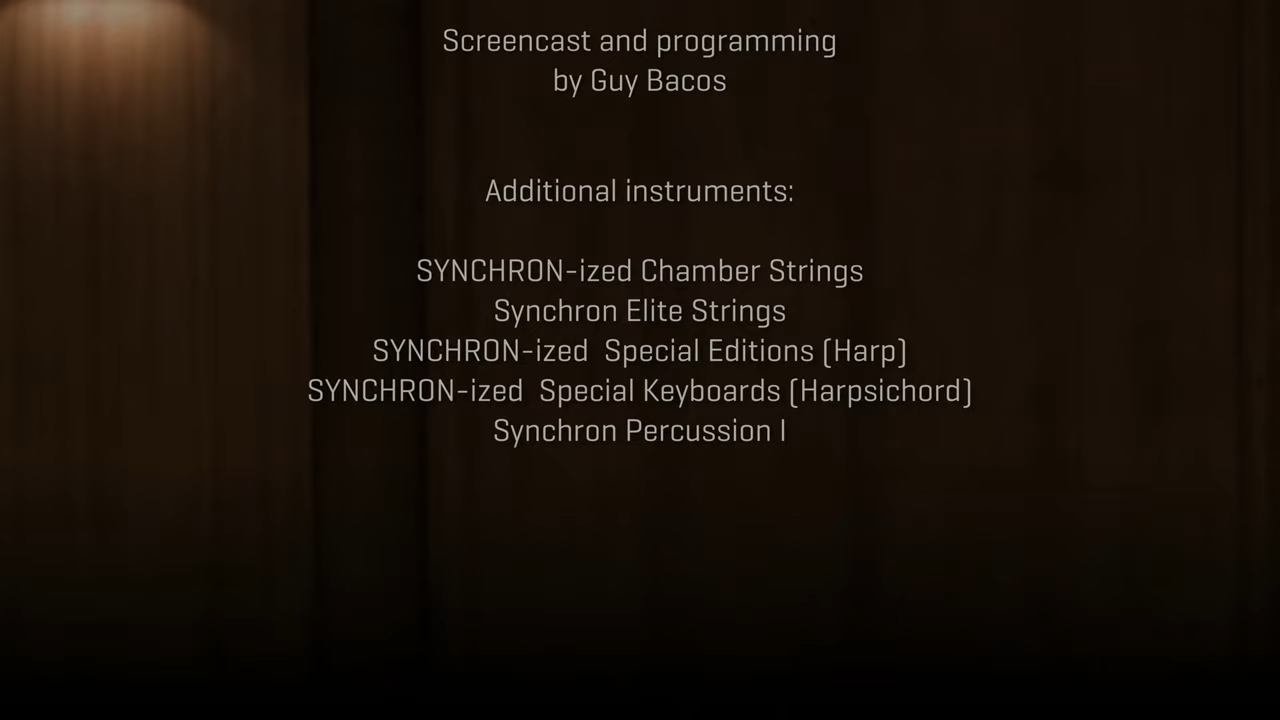 Screencast and programming
by Guy Bacos
Additional instruments:
SYNCHRON-ized Chamber Strings
Synchron Elite Strings
SYNCHRON-ized  Special Editions (Harp)
SYNCHRON-ized  Special Keyboards (Harpsichord)
Synchron Percussion I